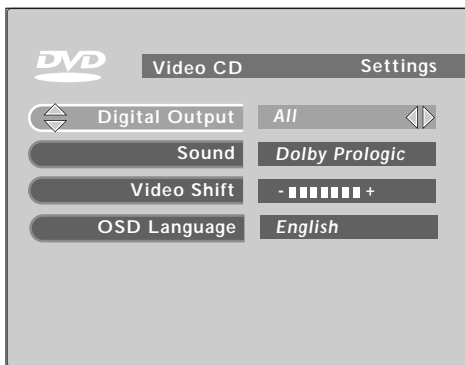 DVD
Video CD Settings
Digital Output All
Sound Dolby Prologic
Video Shift - +
OSD Language English